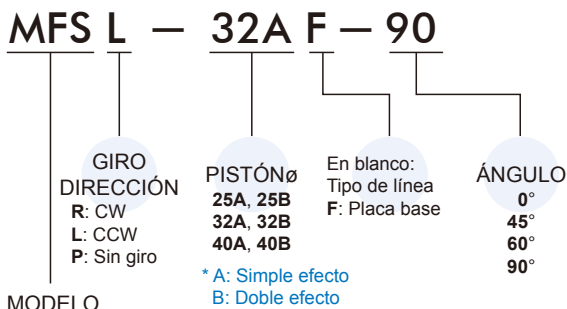 MFS L — 32A F — 90
GIRO
DIRECCIÓN
R: CW
L: CCW
P: Sin giro
PISTÓNø
25A, 25B
32A, 32B
40A, 40B
* A: Simple efecto
B: Doble efecto
En blanco:
Tipo de línea
F: Placa base
ÁNGULO
0°
45°
60°
90°
MODELO